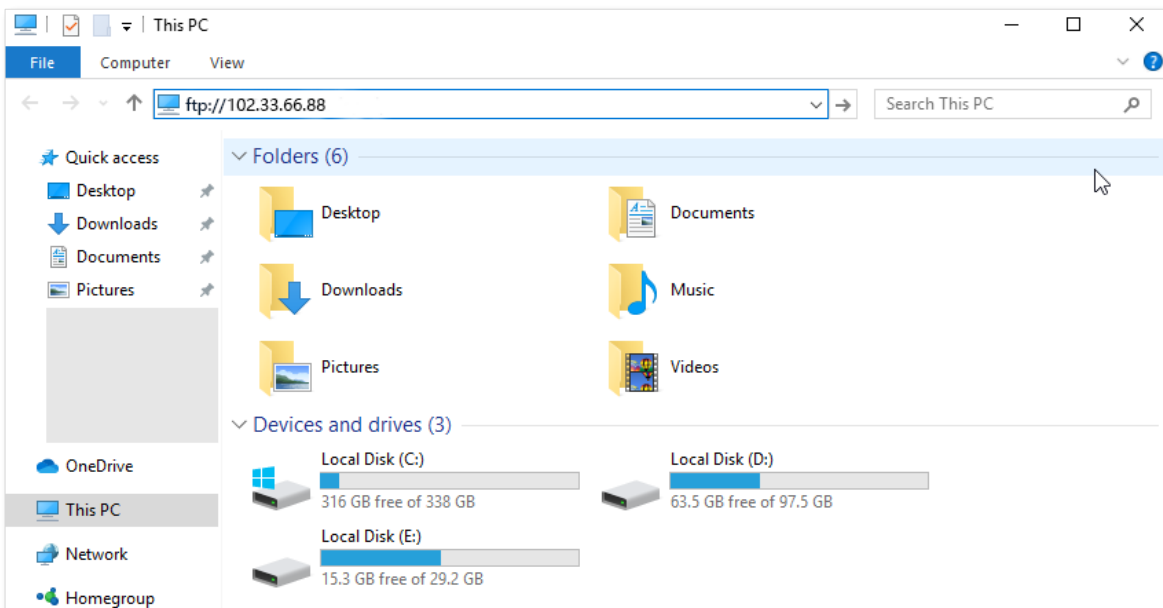 This PC
File Computer View
ftp://102.33.66.88
Search This PC
Quick access
Desktop
Downloads
Documents
Pictures
OneDrive
This PC
Network
Homegroup
Folders (6)
Desktop
Documents
Downloads
Music
Pictures
Videos
Devices and drives (3)
Local Disk (C:)
316 GB free of 338 GB
Local Disk (D:)
63.5 GB free of 97.5 GB
Local Disk (E:)
15.3 GB free of 29.2 GB